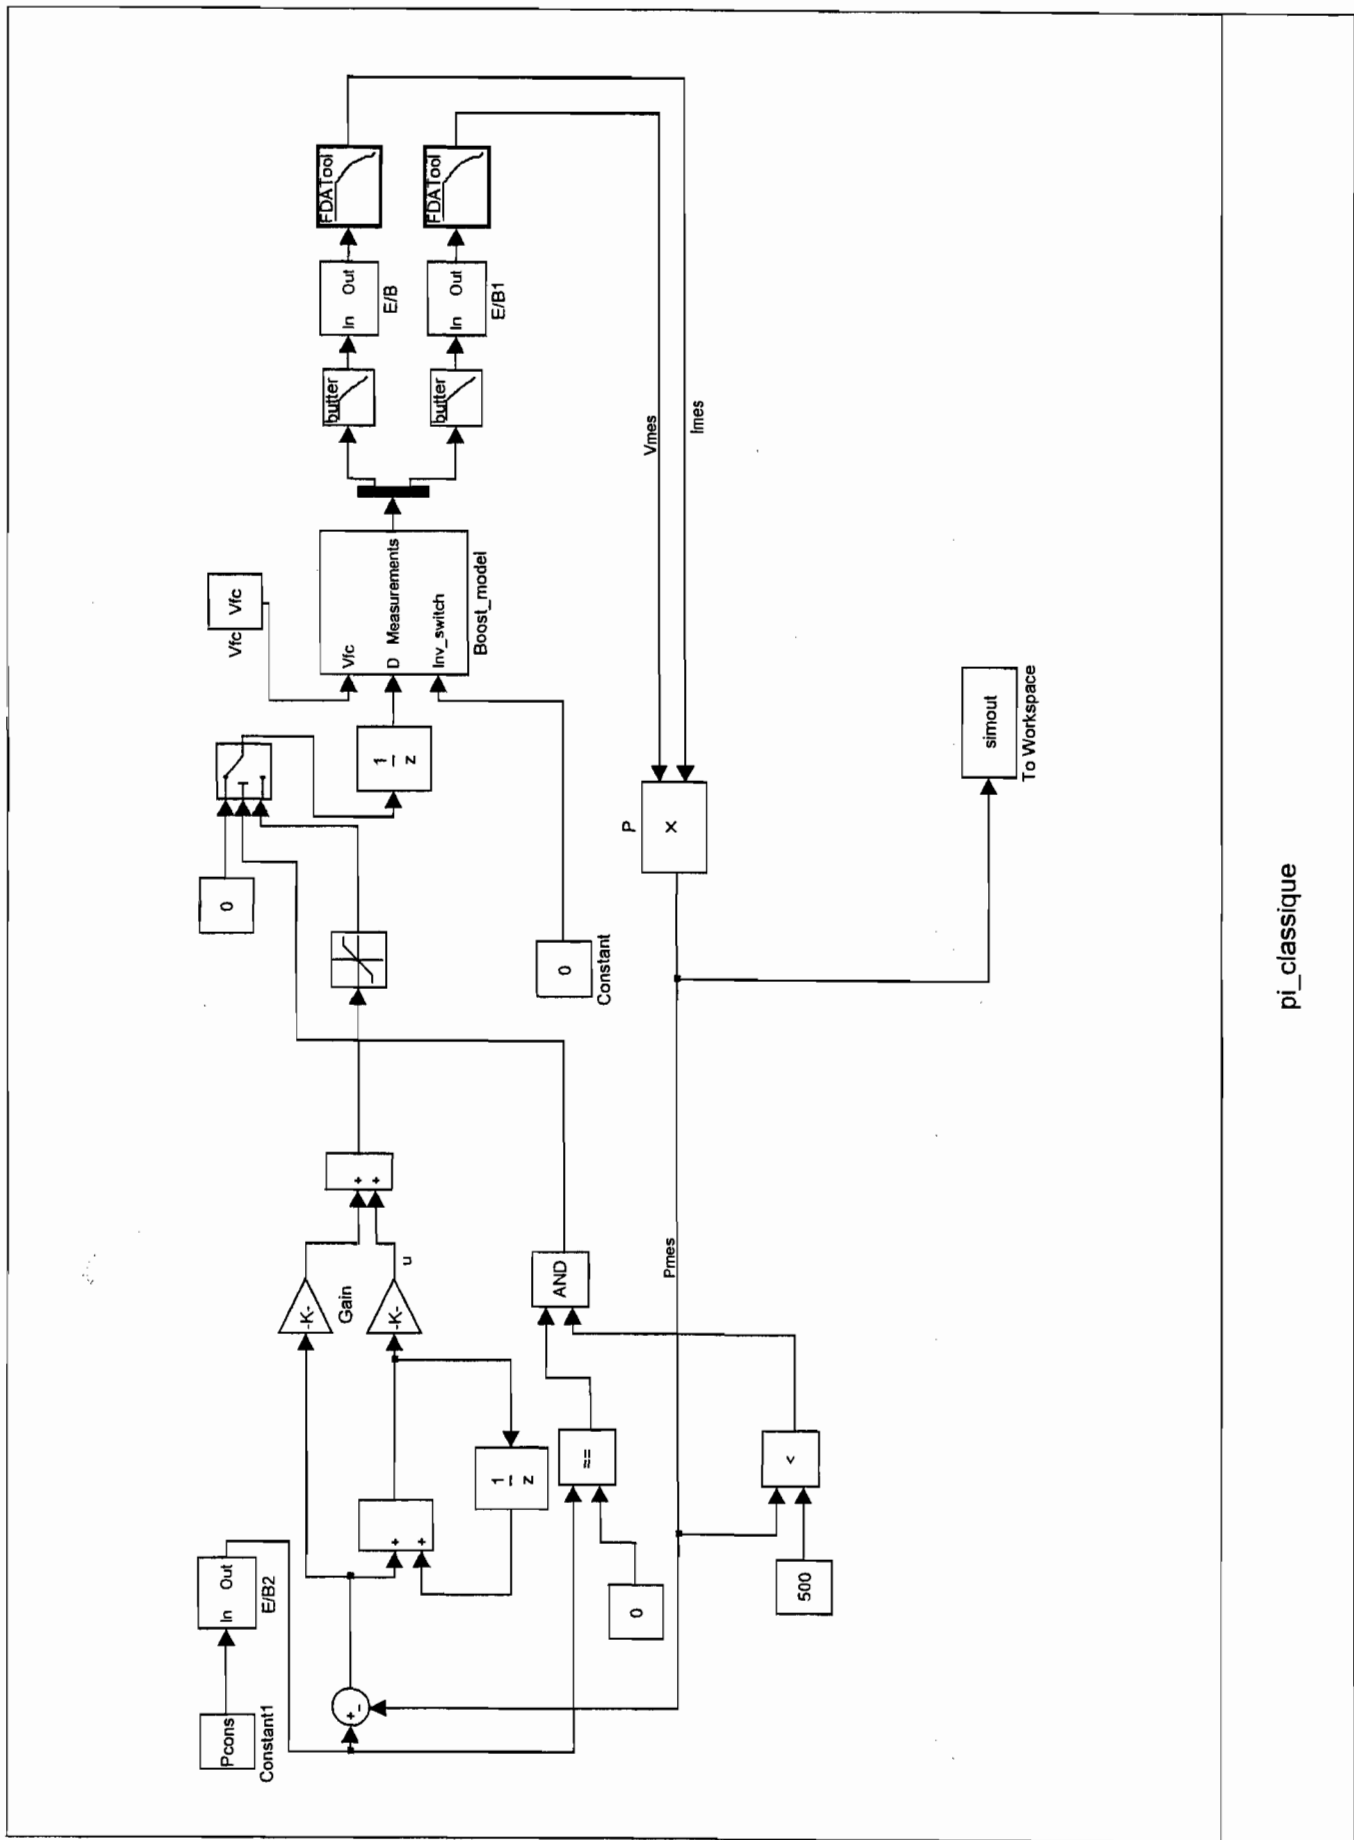 Pcons
Constant1
In Out
E/B2
+
-
+
+
1
z
-K-
Gain
-K-
u
+
+
0
==
500
<
AND
Pmes
0
0
Constant
1
z
Vfc
Vfc
Vfc
D Measurements
Inv_switch
Boost_model
butter
butter
In Out
E/B
In Out
E/B1
FDATool
FDATool
Vmes
Imes
P
×
simout
To Workspace
pi_classique